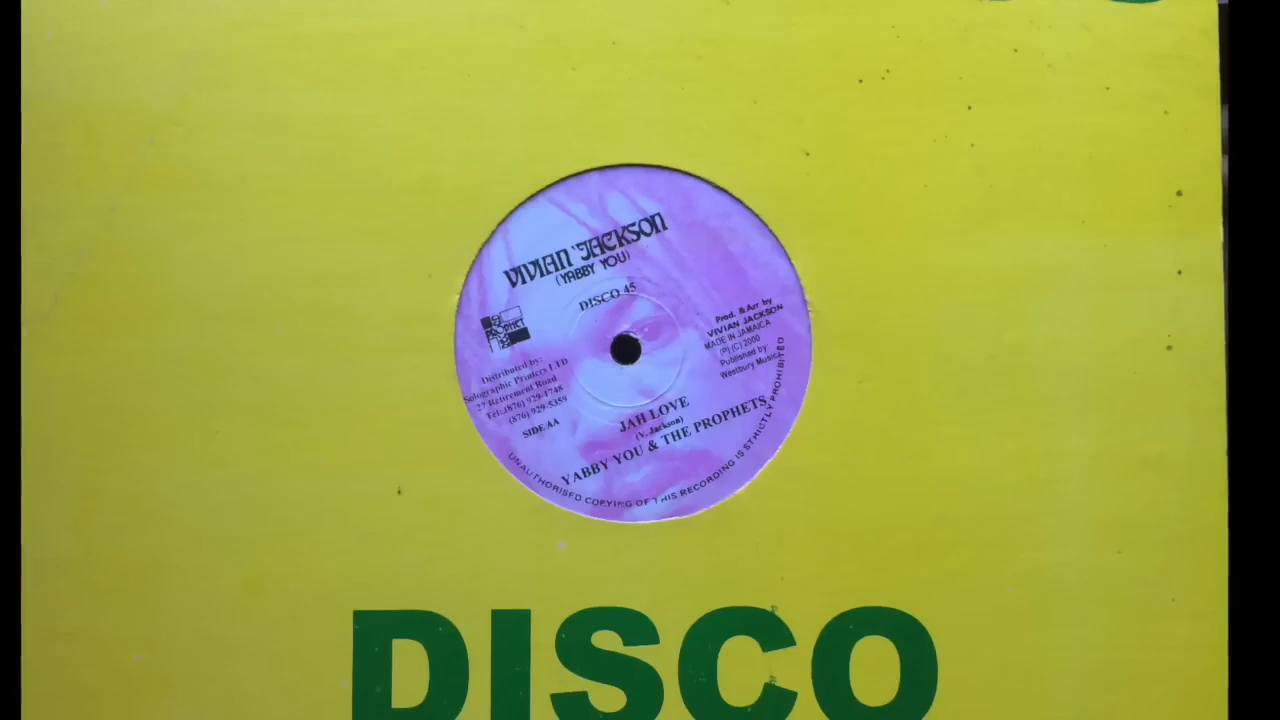 VIVIAN JACKSON
(YABBY YOU)
DISCO 45
PROPHET
Prod. & Arr by
VIVIAN JACKSON
MADE IN JAMAICA
(P) (C) 2000
Published by
Westbury Music
Distributed by:
Solographic Printers LTD
27 Retirement Road
Tel:.(876) 929-1748
(876) 929-5359
SIDE AA
JAH LOVE
(V. Jackson)
YABBY YOU & THE PROPHETS
UNAUTHORISED COPYING OF THIS RECORDING IS STRICTLY PROHIBITED
DISCO